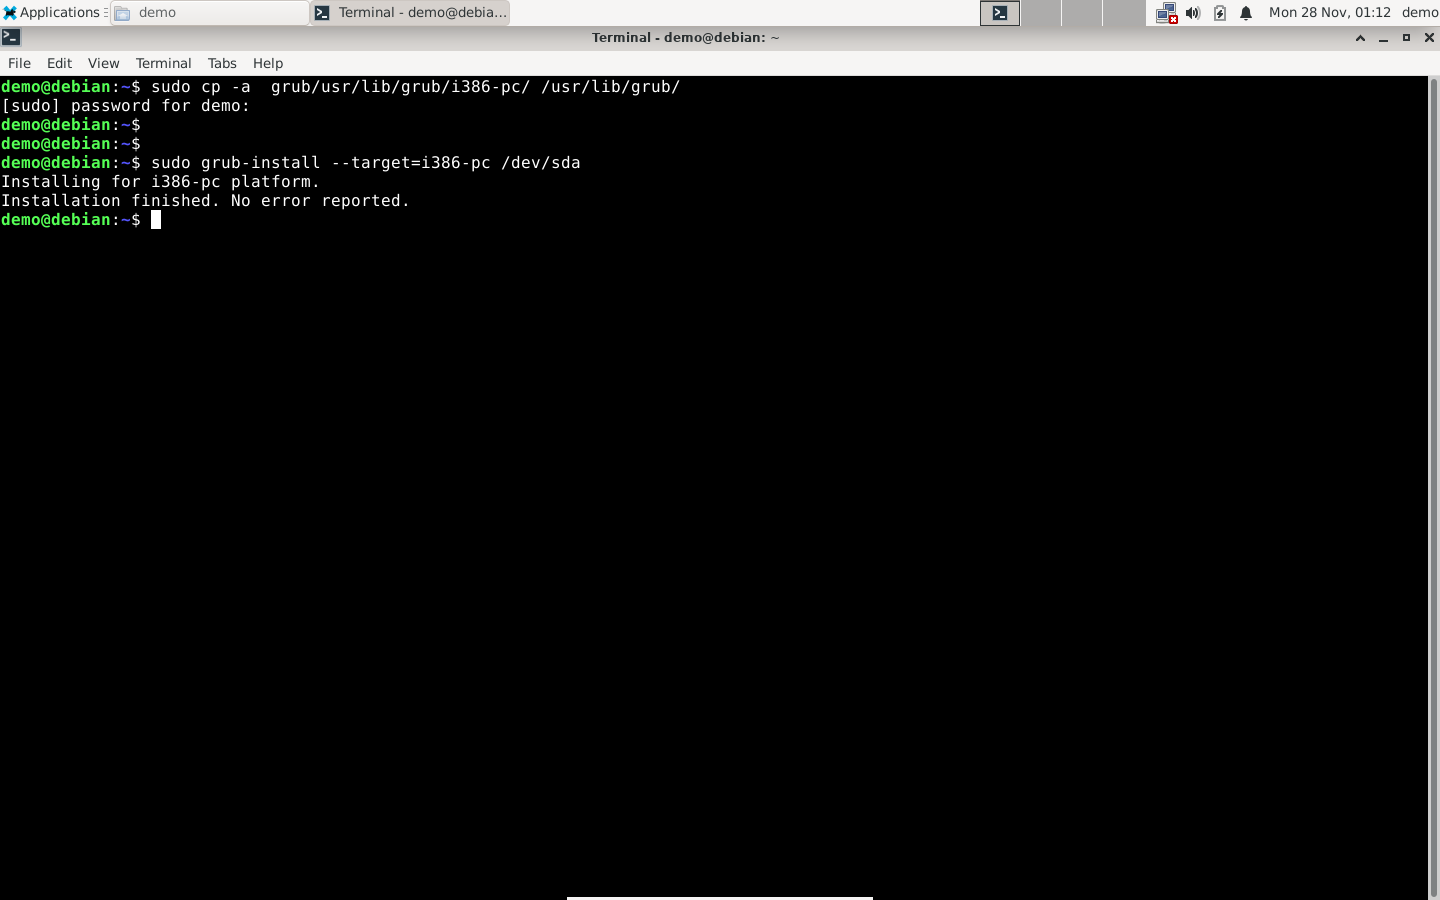 Applications demo Terminal - demo@debia... Mon 28 Nov, 01:12 demo
Terminal - demo@debian: ~
File Edit View Terminal Tabs Help
demo@debian:~$ sudo cp -a  grub/usr/lib/grub/i386-pc/ /usr/lib/grub/
[sudo] password for demo:
demo@debian:~$
demo@debian:~$
demo@debian:~$ sudo grub-install --target=i386-pc /dev/sda
Installing for i386-pc platform.
Installation finished. No error reported.
demo@debian:~$